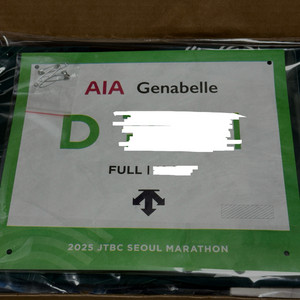 AIA Genabelle
D
FULL |
2025 JTBC SEOUL MARATHON